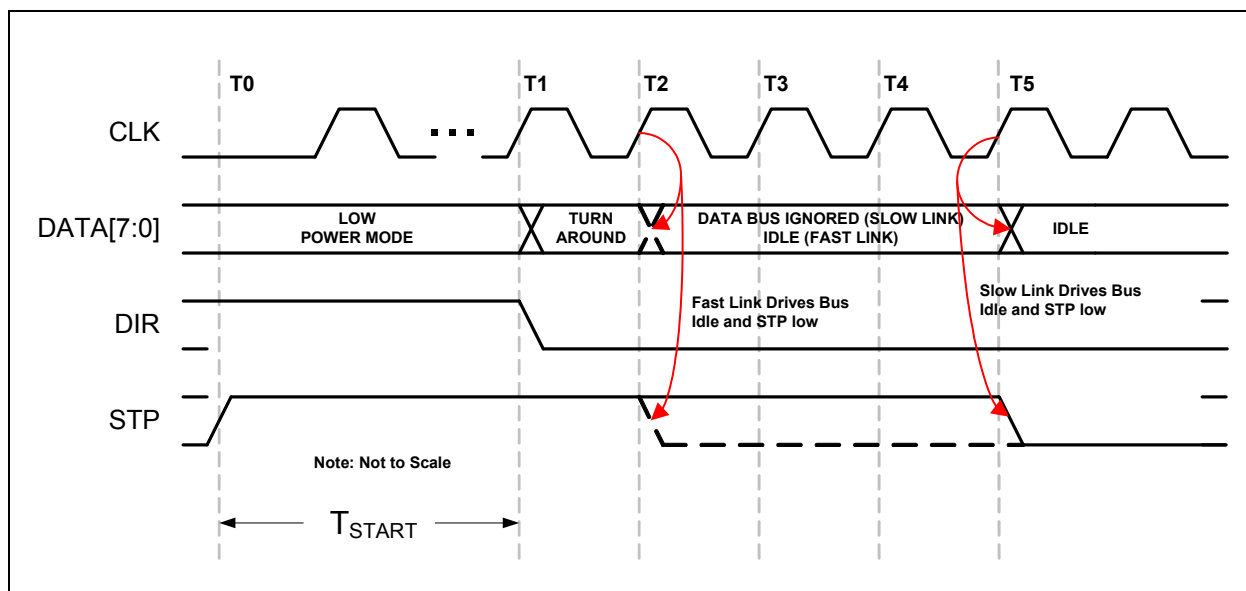 T0
T1
T2
T3
T4
T5
CLK
...
DATA[7:0]
LOW
POWER MODE
TURN
AROUND
DATA BUS IGNORED (SLOW LINK)
IDLE (FAST LINK)
IDLE
DIR
Fast Link Drives Bus
Idle and STP low
Slow Link Drives Bus
Idle and STP low
STP
Note: Not to Scale
TSTART